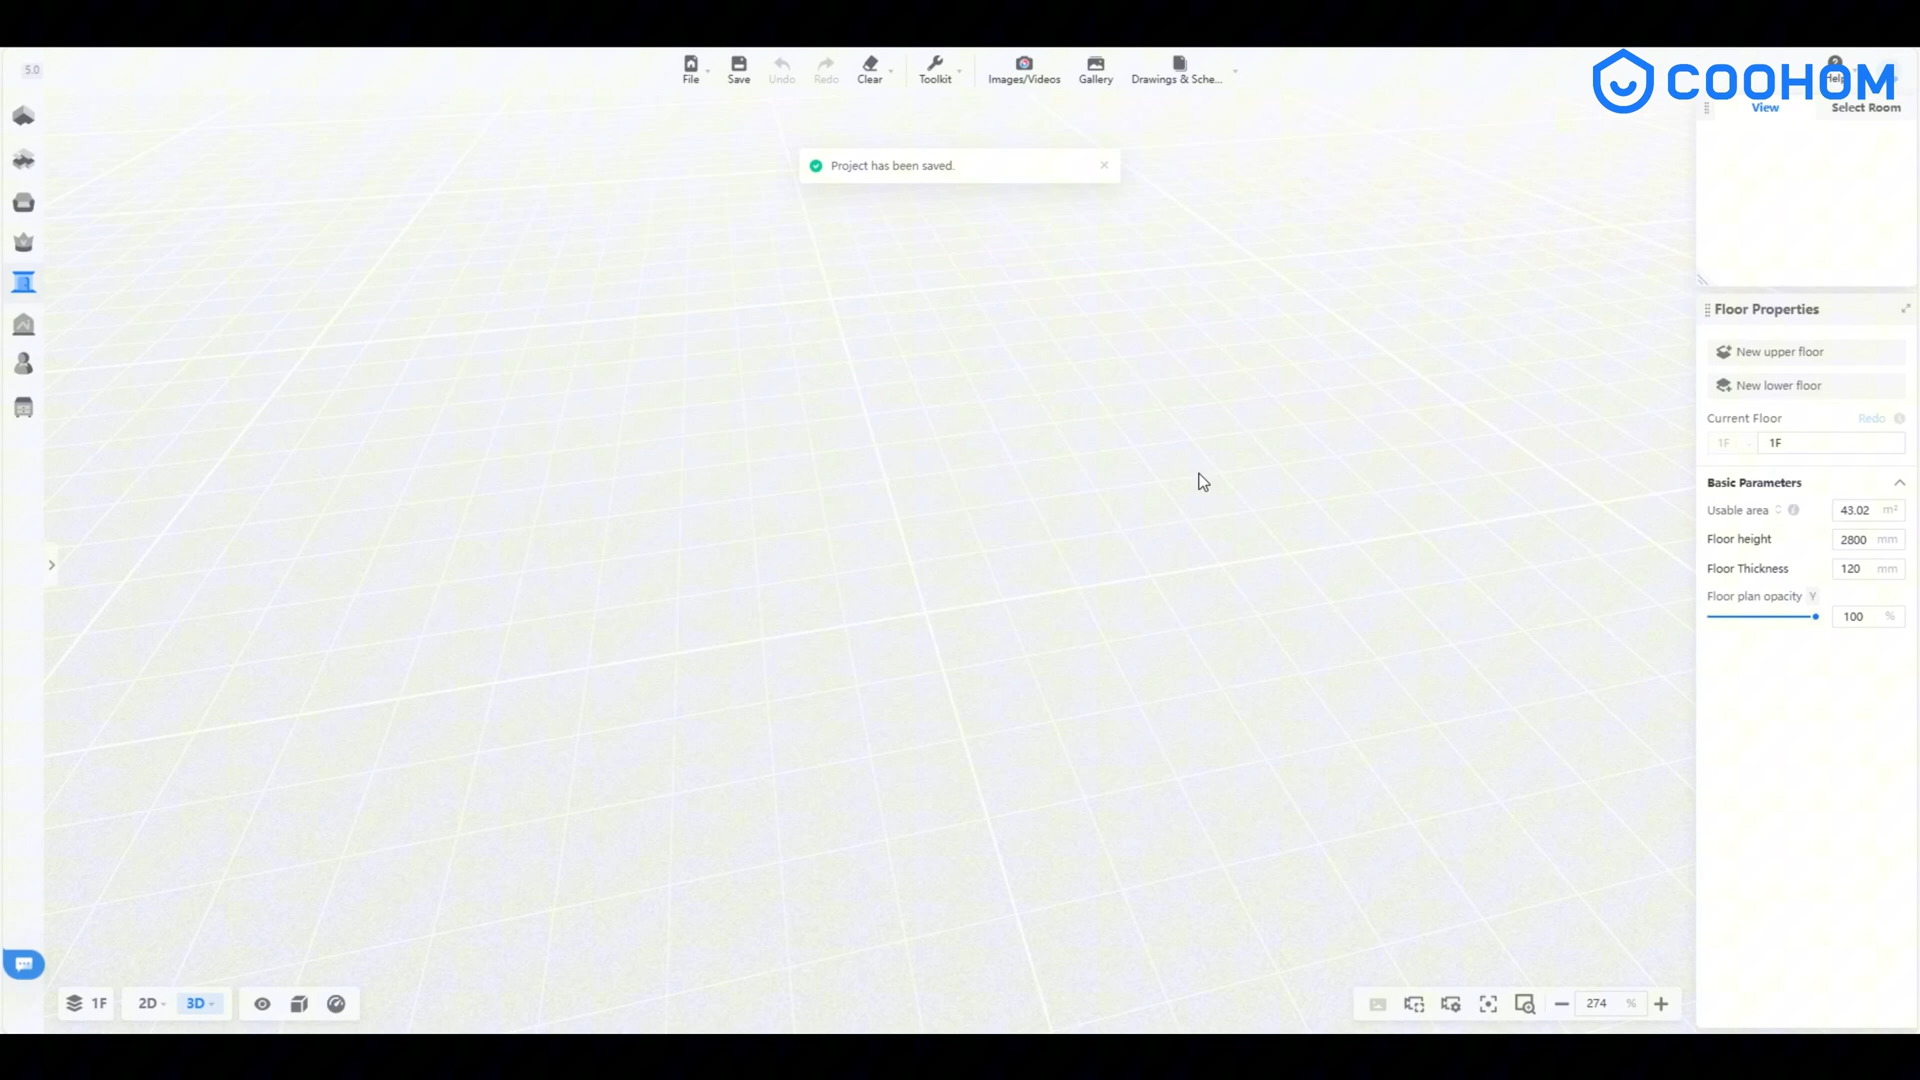 5.0
File
Save
Undo
Redo
Clear
Toolkit
Images/Videos
Gallery
Drawings & Sche...
Help
COOHOM
View
Select Room
Project has been saved.
Floor Properties
New upper floor
New lower floor
Current Floor
Redo
1F
1F
Basic Parameters
Usable area
43.02 m²
Floor height
2800 mm
Floor Thickness
120 mm
Floor plan opacity Y
100 %
1F
2D
3D
274 %